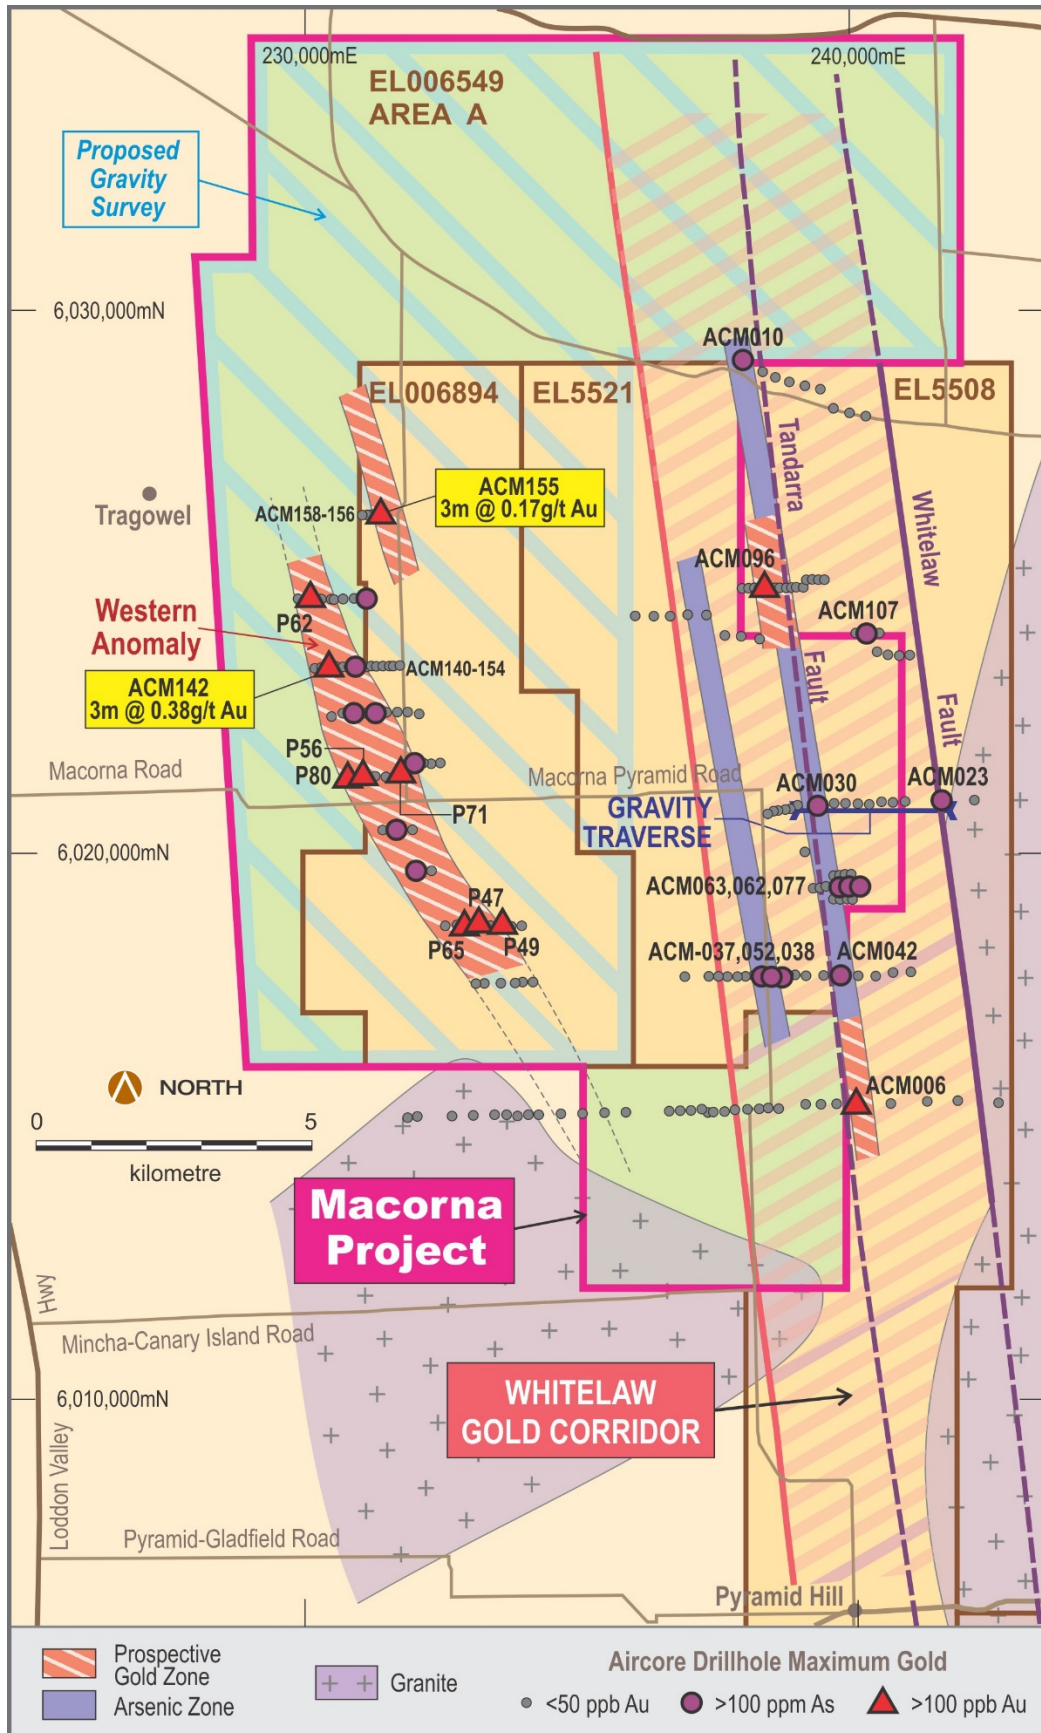 230,000mE
240,000mE
EL006549
AREA A
Proposed
Gravity
Survey
6,030,000mN
ACM010
EL006894
EL5521
EL5508
Tandarra
Fault
Whitelaw
Fault
Tragowel
ACM158-156
ACM155
3m @ 0.17g/t Au
ACM096
ACM107
P62
Western
Anomaly
ACM140-154
ACM142
3m @ 0.38g/t Au
P56
P80
P71
Macorna Road
Macorna Pyramid Road
ACM030
ACM023
GRAVITY
TRAVERSE
6,020,000mN
ACM063,062,077
P47
P65
P49
ACM-037,052,038
ACM042
NORTH
0
5
kilometre
ACM006
Macorna
Project
Hwy
Loddon Valley
Mincha-Canary Island Road
WHITELAW
GOLD CORRIDOR
6,010,000mN
Pyramid-Gladfield Road
Pyramid Hill
Prospective
Gold Zone
Arsenic Zone
Granite
Aircore Drillhole Maximum Gold
<50 ppb Au
>100 ppm As
>100 ppb Au